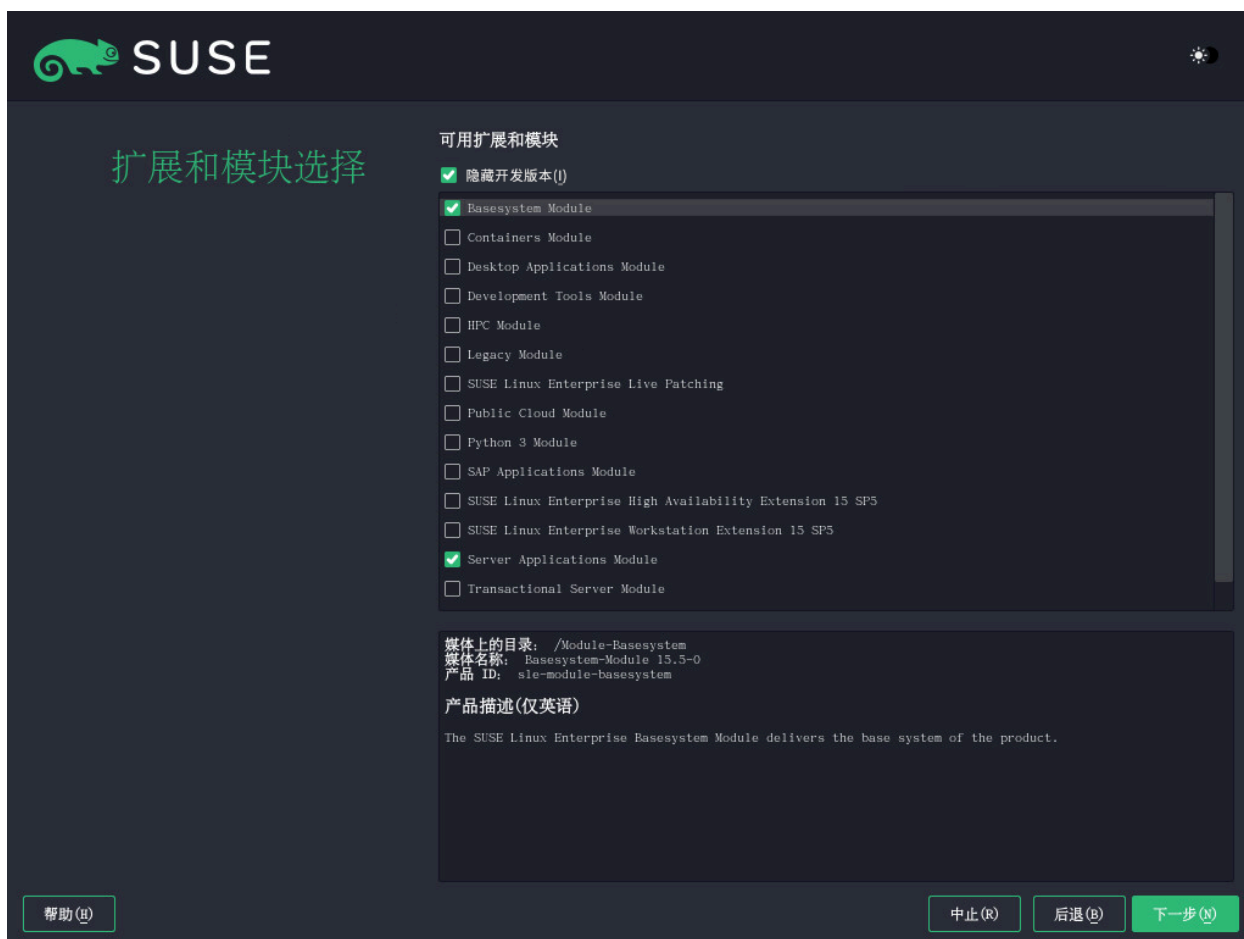 SUSE
扩展和模块选择
可用扩展和模块
隐藏开发版本(I)
Basesystem Module
Containers Module
Desktop Applications Module
Development Tools Module
HPC Module
Legacy Module
SUSE Linux Enterprise Live Patching
Public Cloud Module
Python 3 Module
SAP Applications Module
SUSE Linux Enterprise High Availability Extension 15 SP5
SUSE Linux Enterprise Workstation Extension 15 SP5
Server Applications Module
Transactional Server Module
媒体上的目录： /Module-Basesystem
媒体名称： Basesystem-Module 15.5-0
产品 ID： sle-module-basesystem
产品描述(仅英语)
The SUSE Linux Enterprise Basesystem Module delivers the base system of the product.
帮助(H)
中止(R)
后退(B)
下一步(N)